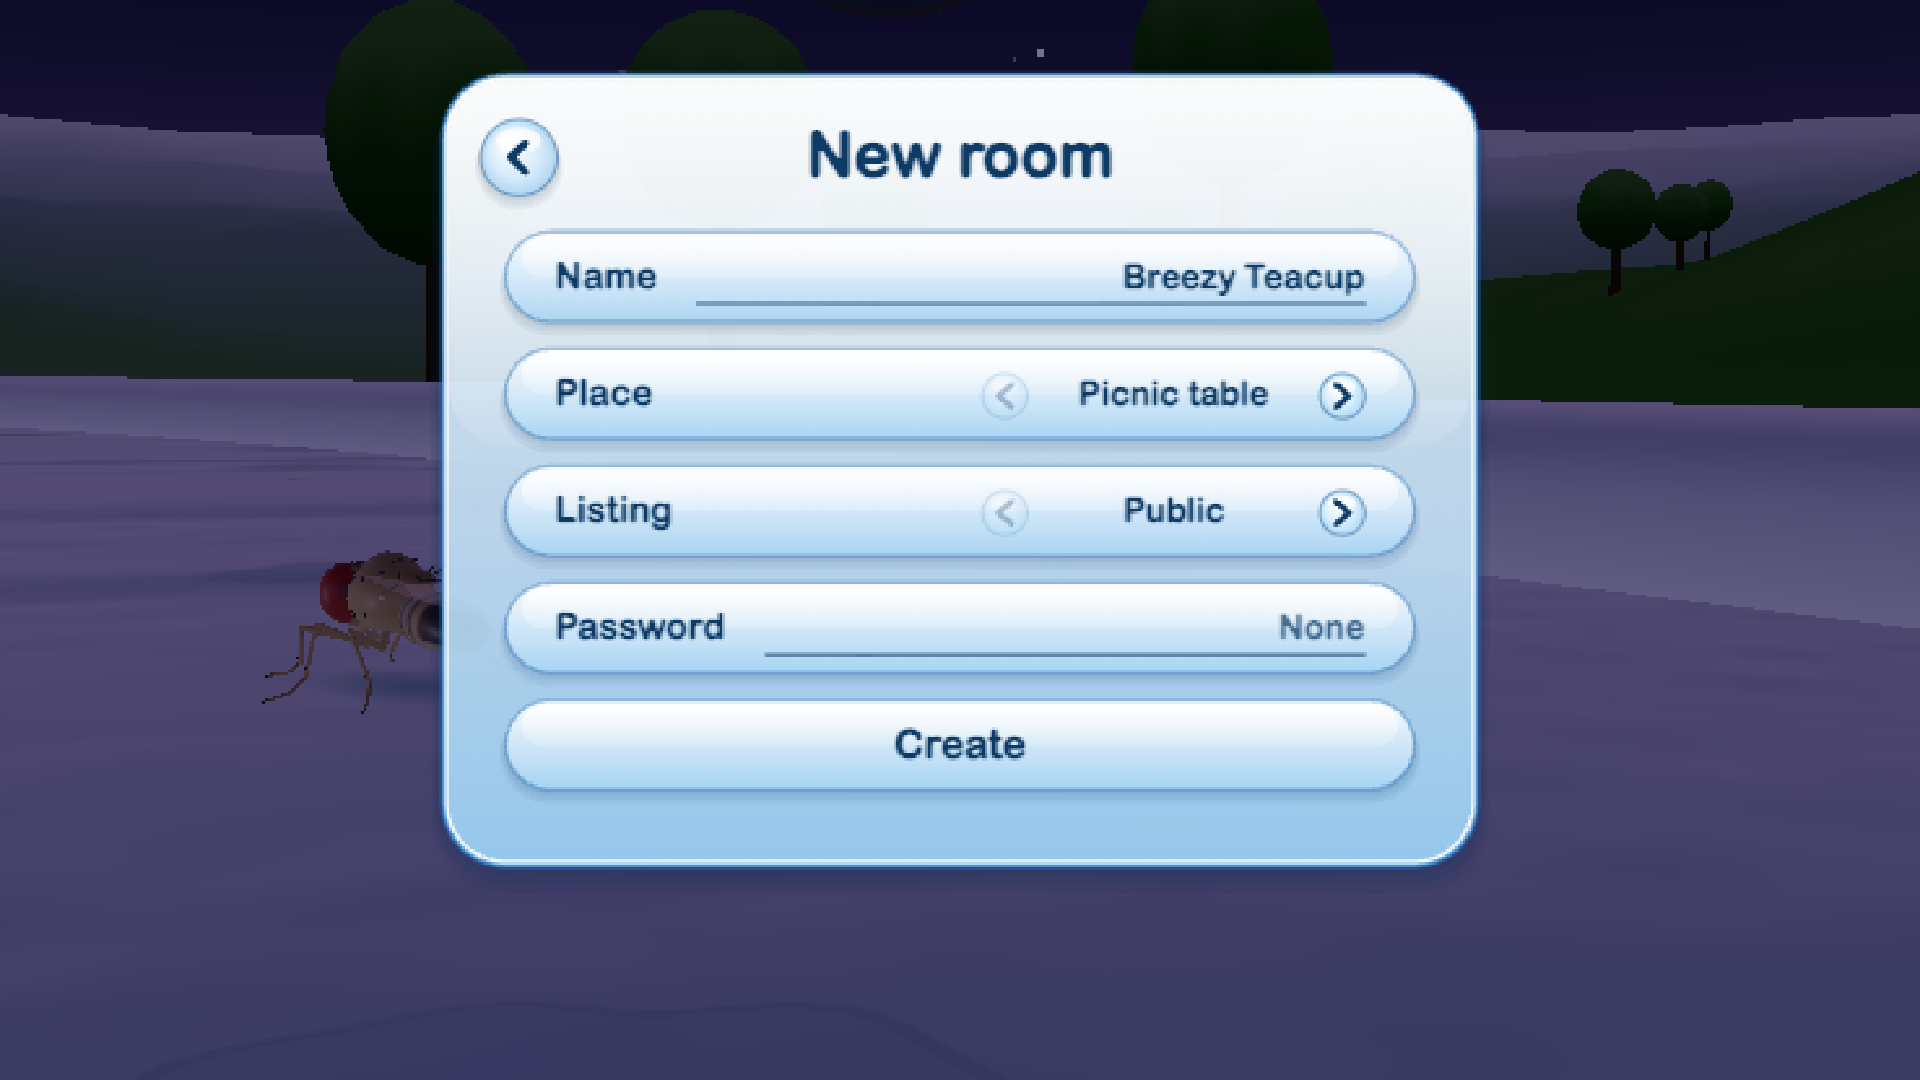 New room
Name Breezy Teacup
Place Picnic table
Listing Public
Password None
Create